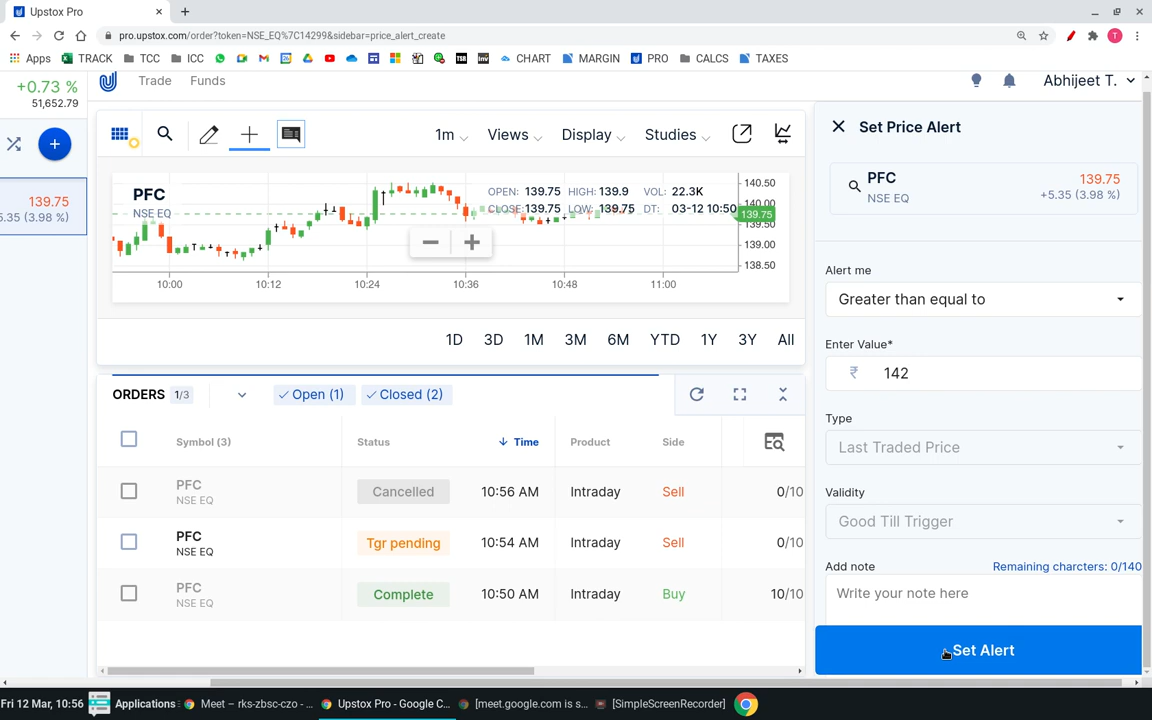 Upstox Pro
pro.upstox.com/order?token=NSE_EQ%7C14299&sidebar=price_alert_create
T
Apps TRACK TCC ICC CHART MARGIN PRO CALCS TAXES
+0.73 %
51,652.79
Trade Funds
Abhijeet T.
139.75
5.35 (3.98 %)
1m Views Display Studies
PFC
NSE EQ
OPEN: 139.75 HIGH: 139.9 VOL: 22.3K
CLOSE: 139.75 LOW: 139.75 DT: 03-12 10:50
140.50
140.00
139.75
139.50
139.00
138.50
10:00 10:12 10:24 10:36 10:48 11:00
1D 3D 1M 3M 6M YTD 1Y 3Y All
ORDERS 1/3 Open (1) Closed (2)
Symbol (3) Status Time Product Side
PFC
NSE EQ
Cancelled 10:56 AM Intraday Sell 0/10
PFC
NSE EQ
Tgr pending 10:54 AM Intraday Sell 0/10
PFC
NSE EQ
Complete 10:50 AM Intraday Buy 10/10
Set Price Alert
PFC 139.75
NSE EQ +5.35 (3.98 %)
Alert me
Greater than equal to
Enter Value*
₹ 142
Type
Last Traded Price
Validity
Good Till Trigger
Add note Remaining charcters: 0/140
Write your note here
Set Alert
Fri 12 Mar, 10:56 Applications Meet – rks-zbsc-czo - ... Upstox Pro - Google C... [meet.google.com is s... [SimpleScreenRecorder]